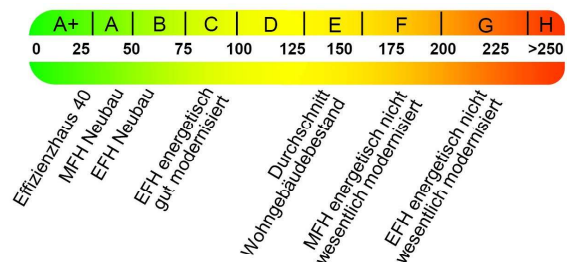 A+ A B C D E F G H
0 25 50 75 100 125 150 175 200 225 >250
Effizienzhaus 40
MFH Neubau
EFH Neubau
EFH energetisch
gut modernisiert
Durchschnitt
Wohngebäudebestand
MFH energetisch nicht
wesentlich modernisiert
EFH energetisch nicht
wesentlich modernisiert